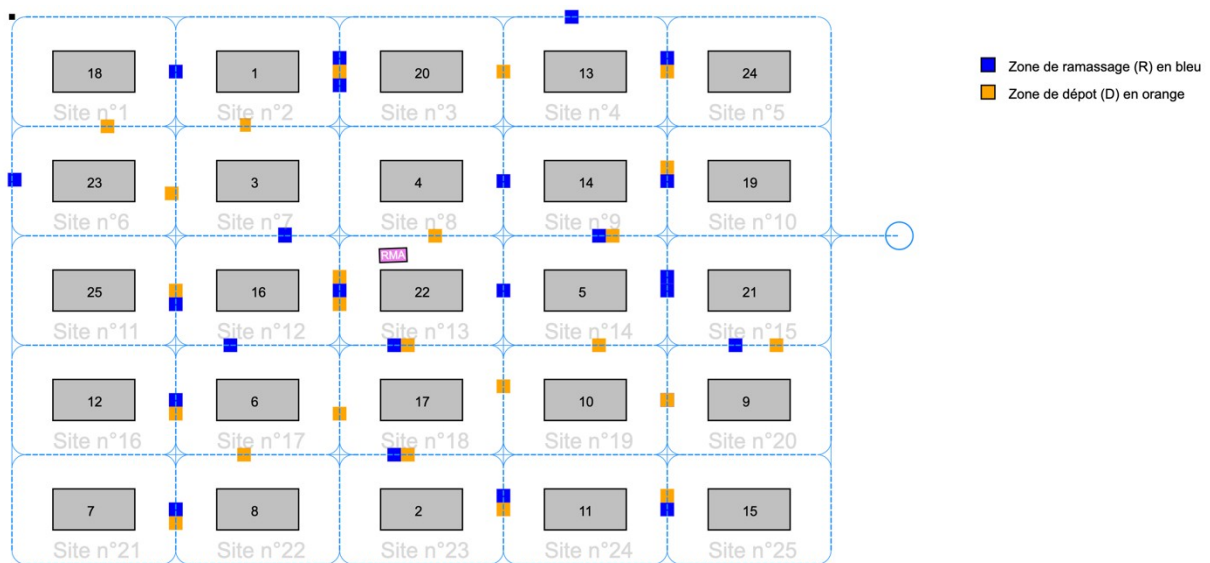 18
1
20
13
24
Zone de ramassage (R) en bleu
Zone de dépot (D) en orange
Site n°1
Site n°2
Site n°3
Site n°4
Site n°5
23
3
4
14
19
Site n°6
Site n°7
Site n°8
Site n°9
Site n°10
RMA
25
16
22
5
21
Site n°11
Site n°12
Site n°13
Site n°14
Site n°15
12
6
17
10
9
Site n°16
Site n°17
Site n°18
Site n°19
Site n°20
7
8
2
11
15
Site n°21
Site n°22
Site n°23
Site n°24
Site n°25